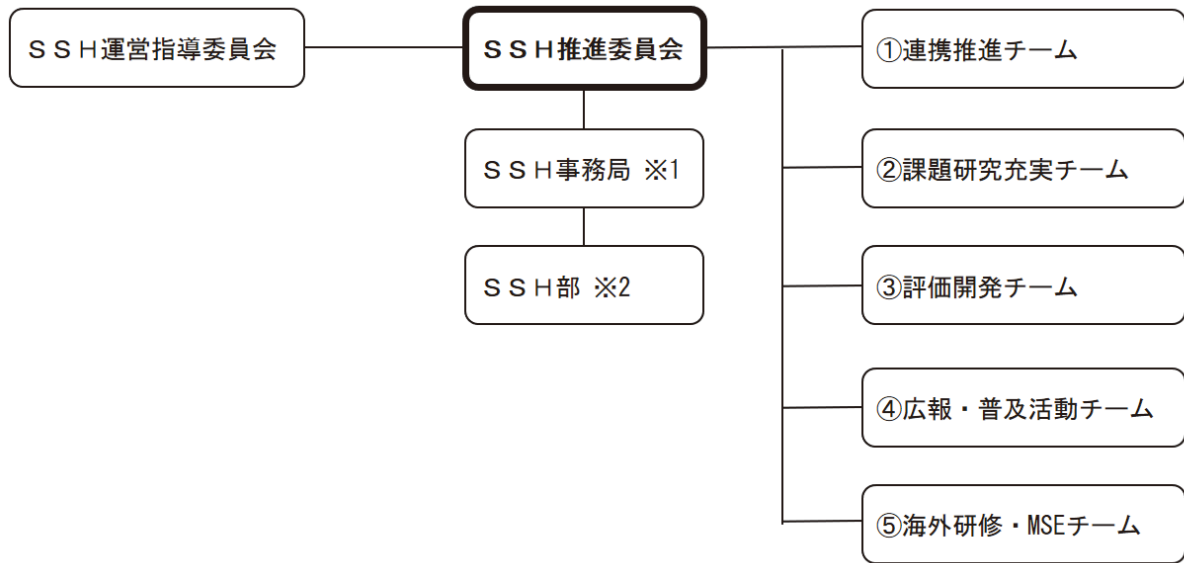 ＳＳＨ運営指導委員会
ＳＳＨ推進委員会
ＳＳＨ事務局 ※1
ＳＳＨ部 ※2
①連携推進チーム
②課題研究充実チーム
③評価開発チーム
④広報・普及活動チーム
⑤海外研修・MSEチーム